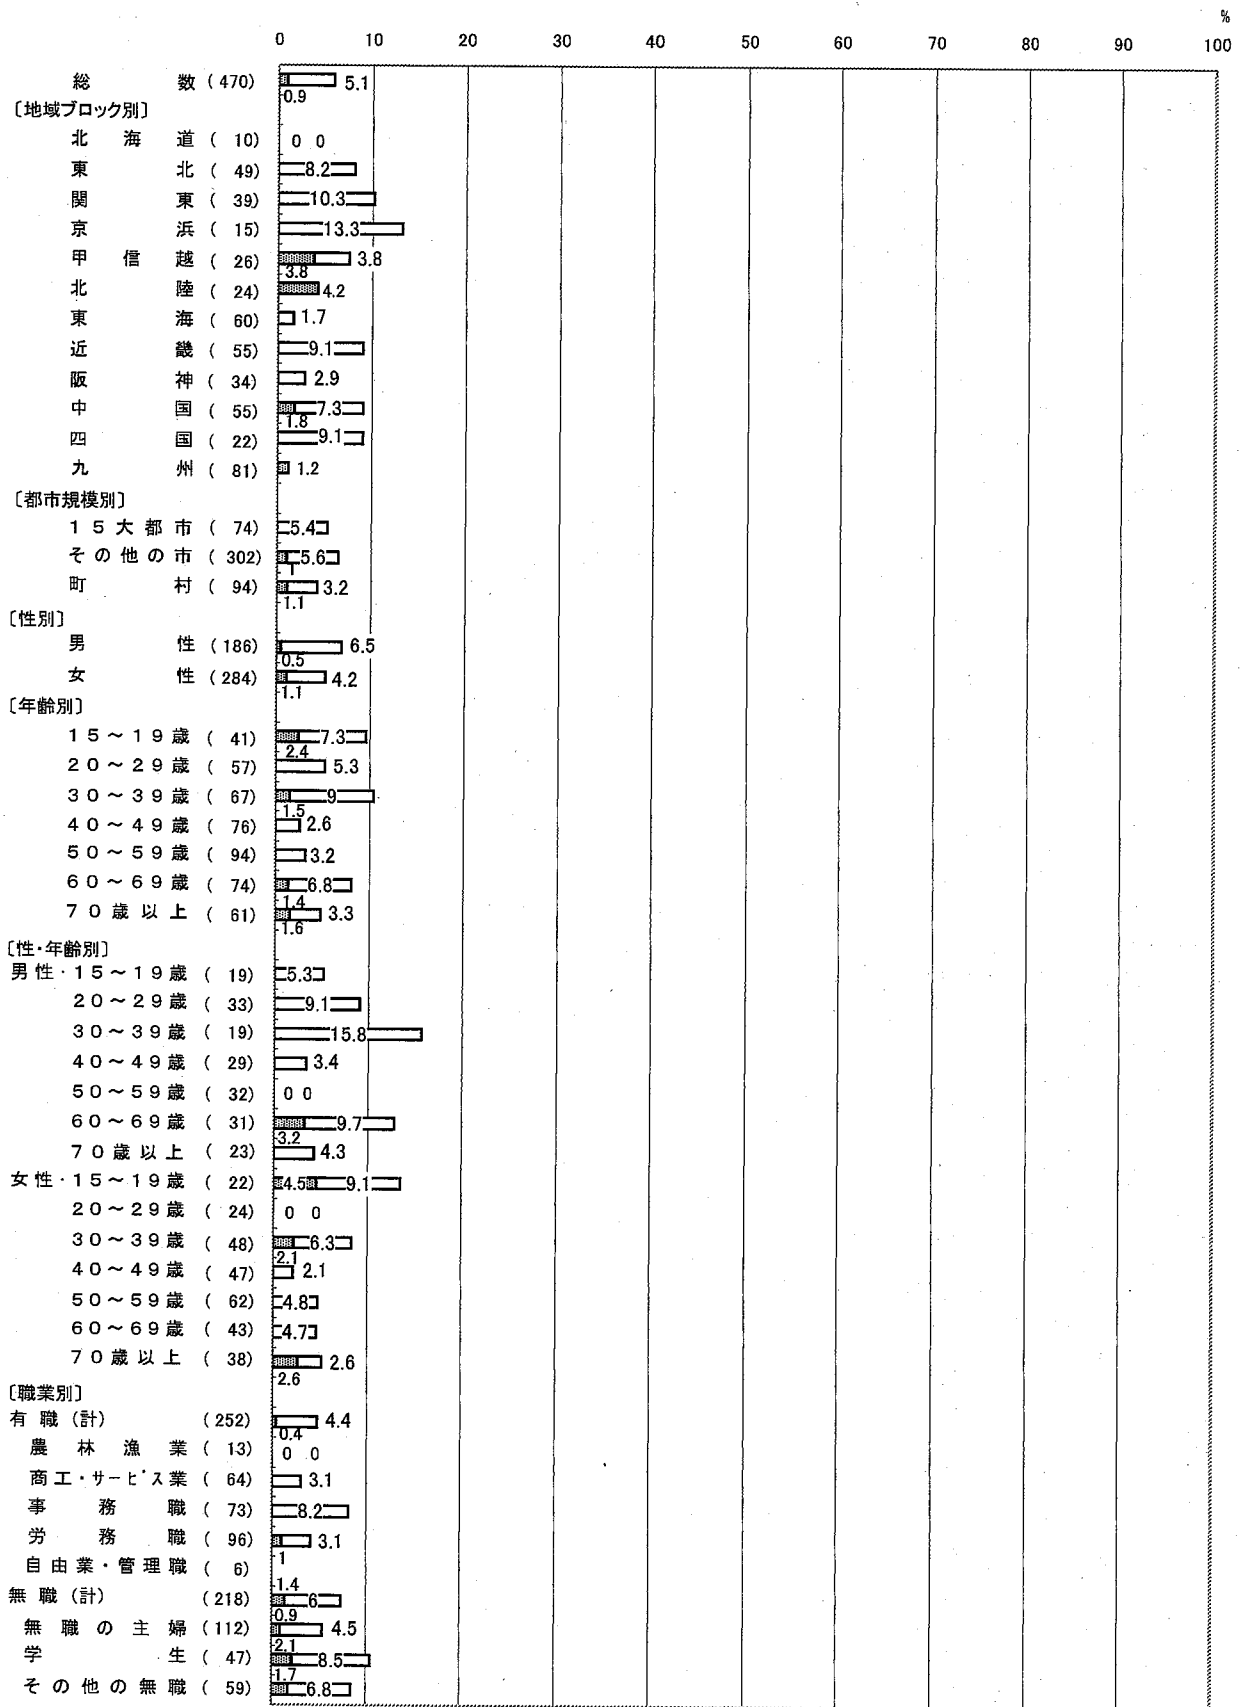 %
0 10 20 30 40 50 60 70 80 90 100
総数 (470) 5.1
0.9
〔地域ブロック別〕
北海道 ( 10) 0 0
東北 ( 49) 8.2
関東 ( 39) 10.3
京浜 ( 15) 13.3
甲信越 ( 26) 3.8
3.8
北陸 ( 24) 4.2
東海 ( 60) 1.7
近畿 ( 55) 9.1
阪神 ( 34) 2.9
中国 ( 55) 7.3
1.8
四国 ( 22) 9.1
九州 ( 81) 1.2
〔都市規模別〕
15大都市 ( 74) 5.4
その他の市 ( 302) 5.6
1
町村 ( 94) 3.2
1.1
〔性別〕
男性 (186) 6.5
0.5
女性 (284) 4.2
1.1
〔年齢別〕
15~19歳 ( 41) 7.3
2.4
20~29歳 ( 57) 5.3
30~39歳 ( 67) 9
1.5
40~49歳 ( 76) 2.6
50~59歳 ( 94) 3.2
60~69歳 ( 74) 6.8
1.4
70歳以上 ( 61) 3.3
1.6
〔性・年齢別〕
男性・15~19歳 ( 19) 5.3
20~29歳 ( 33) 9.1
30~39歳 ( 19) 15.8
40~49歳 ( 29) 3.4
50~59歳 ( 32) 0 0
60~69歳 ( 31) 9.7
3.2
70歳以上 ( 23) 4.3
女性・15~19歳 ( 22) 4.5 9.1
20~29歳 ( 24) 0 0
30~39歳 ( 48) 6.3
2.1
40~49歳 ( 47) 2.1
50~59歳 ( 62) 4.8
60~69歳 ( 43) 4.7
70歳以上 ( 38) 2.6
2.6
〔職業別〕
有職(計) (252) 4.4
0.4
農林漁業 ( 13) 0 0
商工・サービス業 ( 64) 3.1
事務職 ( 73) 8.2
労務職 ( 96) 3.1
1
自由業・管理職 ( 6)
1.4
無職(計) (218) 6
0.9
無職の主婦 (112) 4.5
2.1
学生 ( 47) 8.5
1.7
その他の無職 ( 59) 6.8